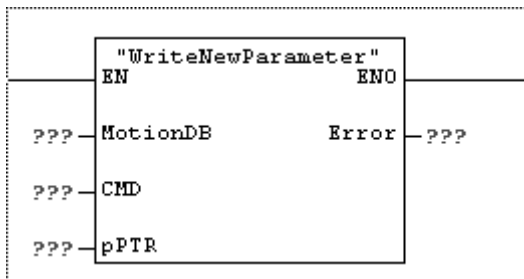 "WriteNewParameter"
EN ENO
??? MotionDB Error ???
??? CMD
??? pPTR